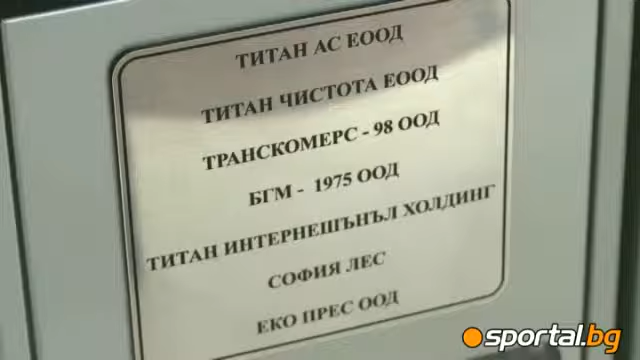 ТИТАН АС ЕООД
ТИТАН ЧИСТОТА ЕООД
ТРАНСКОМЕРС - 98 ООД
БГМ - 1975 ООД
ТИТАН ИНТЕРНЕШЪНЪЛ ХОЛДИНГ
СОФИЯ ЛЕС
ЕКО ПРЕС ООД
sportal.bg